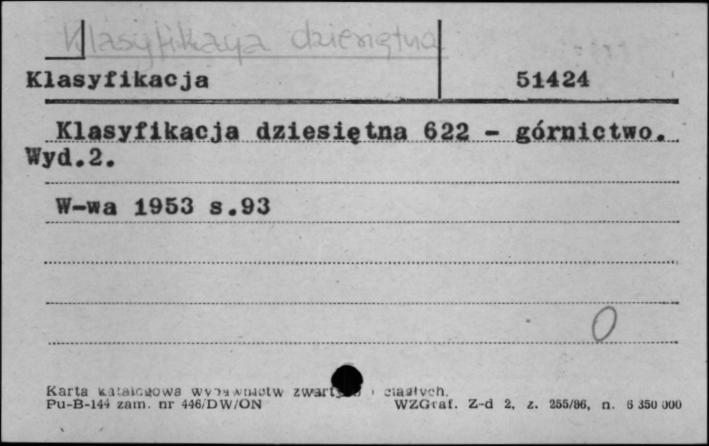 Klasyfikacja dziesiętna
Klasyfikacja 51424
Klasyfikacja dziesiętna 622 - górnictwo.
Wyd.2.
W-wa 1953 s.93
0
Karta katalogowa wydawnictw zwartych i ciągłych.
Pu-B-144 zam. nr 446/DW/ON WZGraf. Z-d 2, z. 255/86, n. 6 350 000